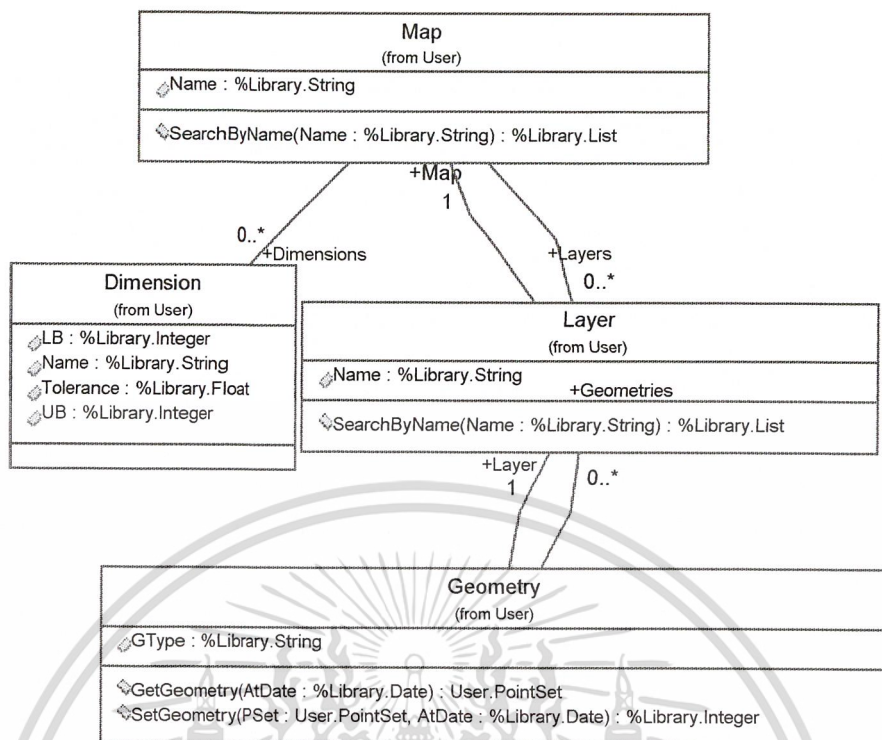 Map
(from User)
Name : %Library.String
SearchByName(Name : %Library.String) : %Library.List
+Map
1
0..*
+Dimensions
+Layers
0..*
Dimension
(from User)
LB : %Library.Integer
Name : %Library.String
Tolerance : %Library.Float
UB : %Library.Integer
Layer
(from User)
Name : %Library.String
+Geometries
SearchByName(Name : %Library.String) : %Library.List
+Layer
1
0..*
Geometry
(from User)
GType : %Library.String
GetGeometry(AtDate : %Library.Date) : User.PointSet
SetGeometry(PSet : User.PointSet, AtDate : %Library.Date) : %Library.Integer